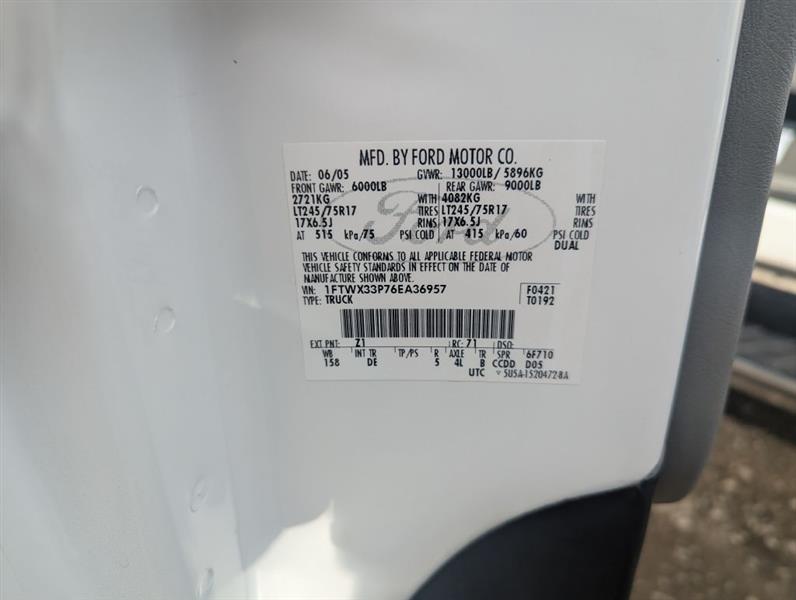 MFD. BY FORD MOTOR CO.
DATE: 06/05 GVWR: 13000LB/ 5896KG
FRONT GAWR: 6000LB REAR GAWR: 9000LB
2721KG WITH 4082KG WITH
LT245/75R17 TIRES LT245/75R17 TIRES
17X6.5J RIMS 17X6.5J RIMS
AT 515 kPa/75 PSI COLD AT 415 kPa/60 PSI COLD
DUAL
Ford
THIS VEHICLE CONFORMS TO ALL APPLICABLE FEDERAL MOTOR
VEHICLE SAFETY STANDARDS IN EFFECT ON THE DATE OF
MANUFACTURE SHOWN ABOVE.
VIN: 1FTWX33P76EA36957 F0421
TYPE: TRUCK T0192
EXT PNT: Z1 RC: 71 DSO:
WB INT TR TP/PS R AXLE TR SPR 6F710
158 DE 5 4L B CCDD D05
UTC 5U5A-1520472-BA